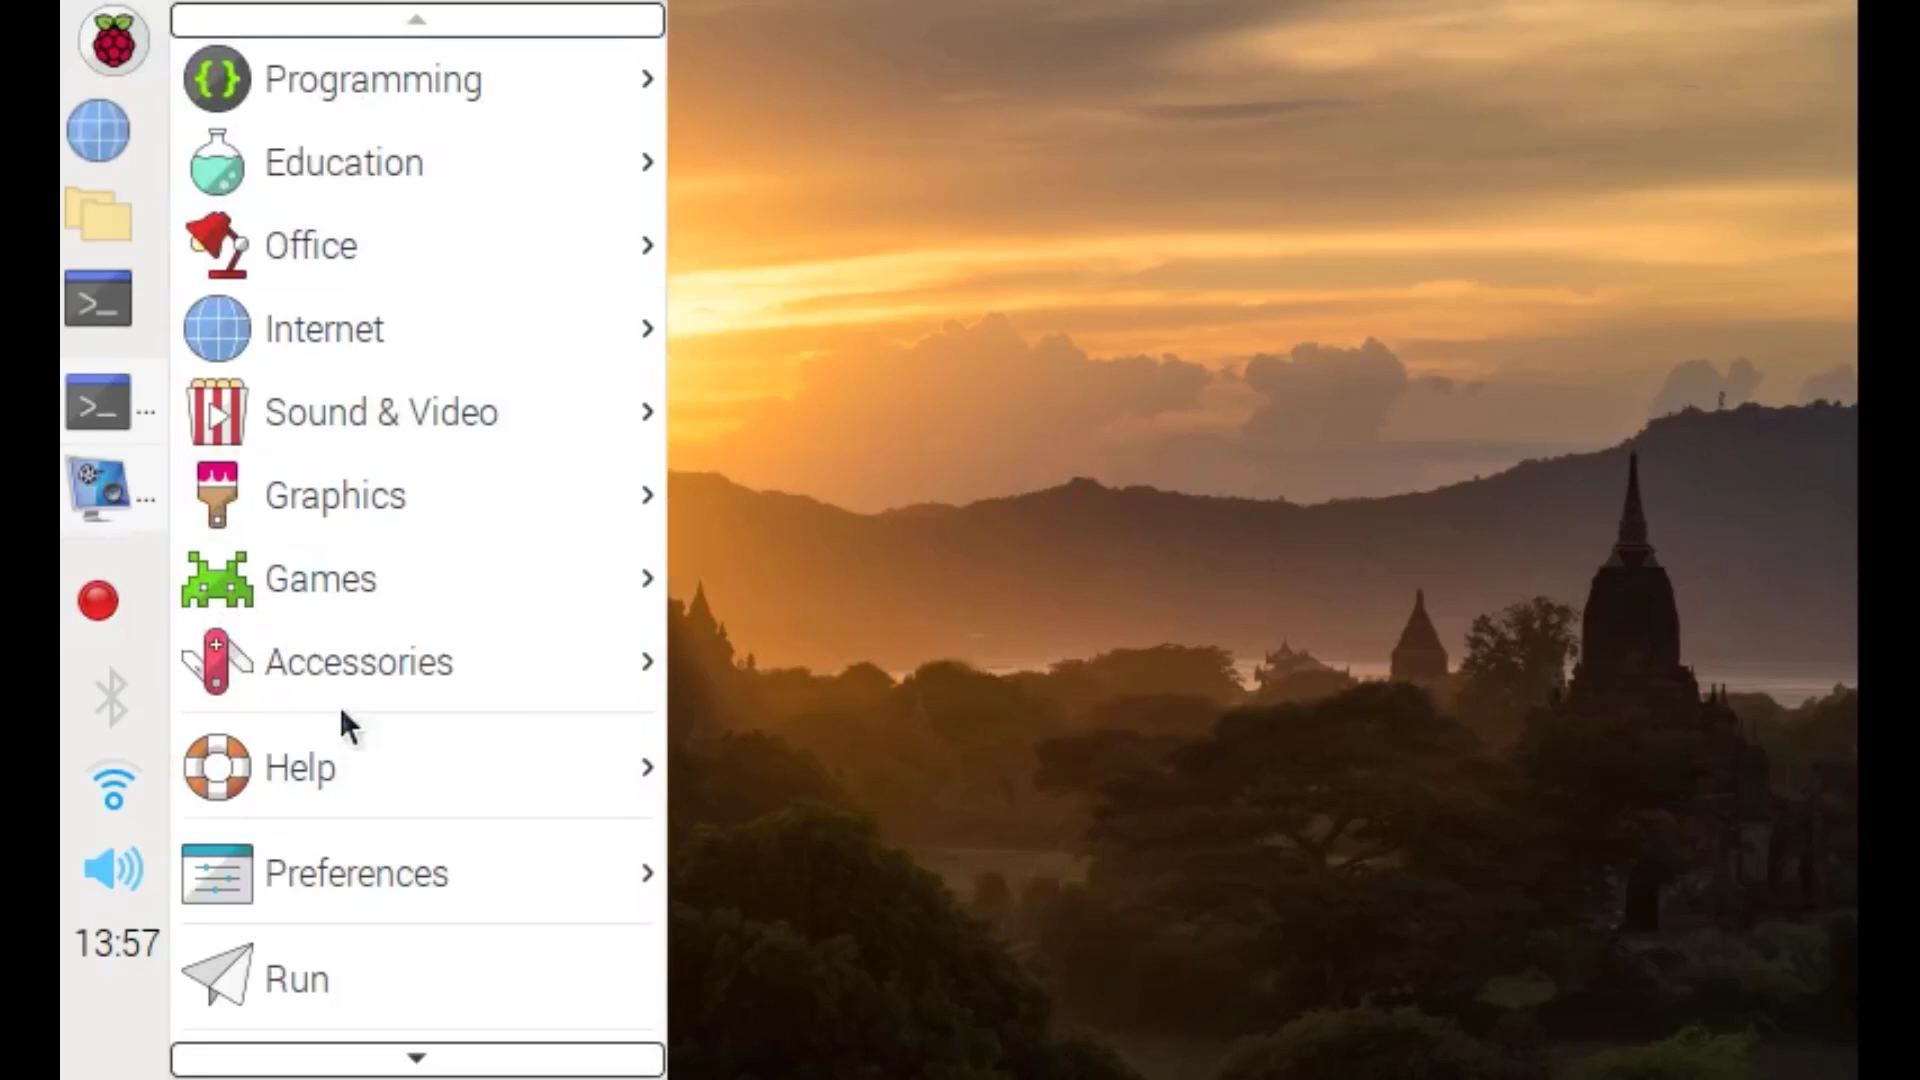 Programming
Education
Office
Internet
Sound & Video
Graphics
Games
Accessories
Help
Preferences
Run
>_
>_ ...
...
13:57